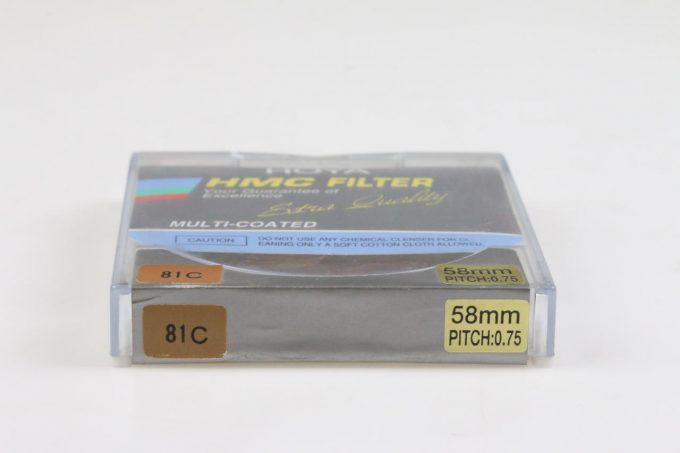 HOYA
HMC FILTER
Your Guarantee of
Excellence
Extra Quality
MULTI-COATED
CAUTION
DO NOT USE ANY CHEMICAL CLENSER FOR CL
EANING ONLY A SOFT COTTON CLOTH ALLOWED.
81C
58mm
PITCH:0.75
81C
58mm
PITCH:0.75